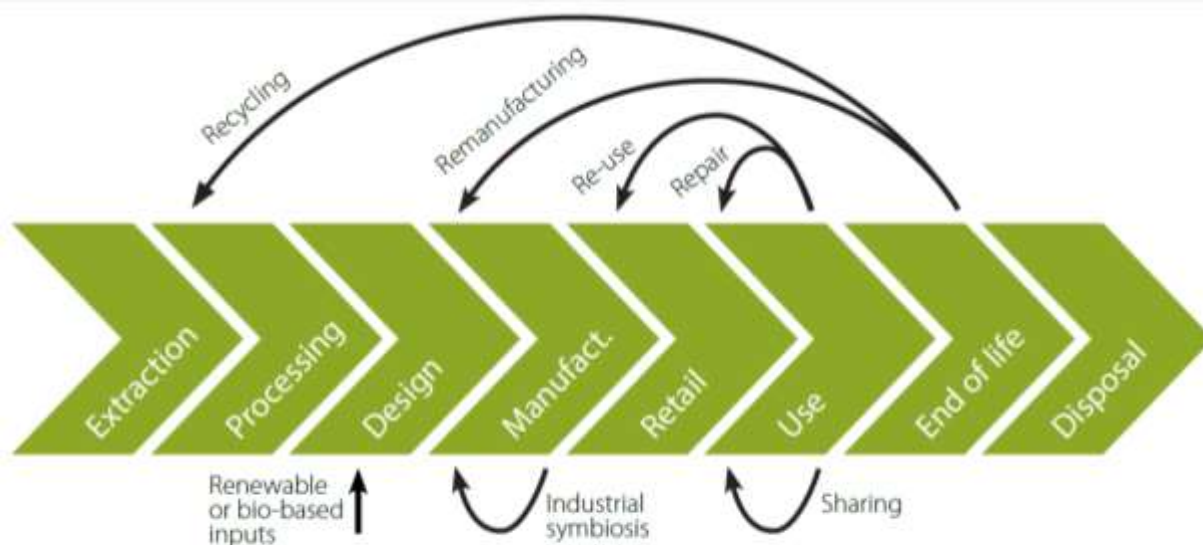 Recycling
Remanufacturing
Re-use
Repair
Extraction
Processing
Design
Manufact.
Retail
Use
End of life
Disposal
Renewable
or bio-based
inputs
Industrial
symbiosis
Sharing